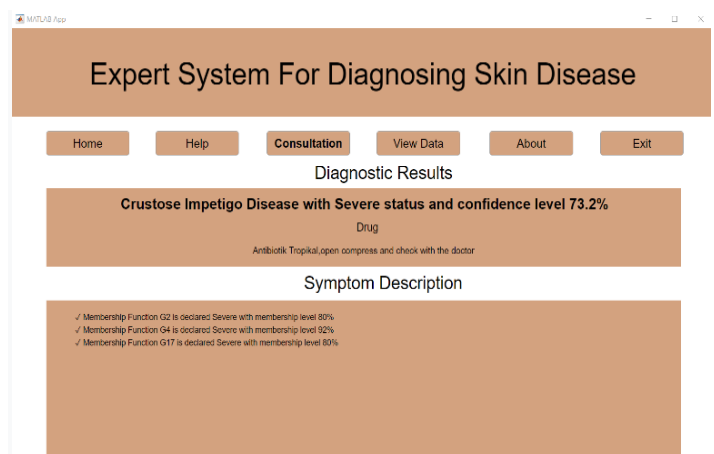 MATLAB App
Expert System For Diagnosing Skin Disease
Home Help Consultation View Data About Exit
Diagnostic Results
Crustose Impetigo Disease with Severe status and confidence level 73.2%
Drug
Antibiotik Tropikal,open compress and check with the doctor
Symptom Description
✓ Membership Function G2 is declared Severe with membership level 80%
✓ Membership Function G4 is declared Severe with membership level 92%
✓ Membership Function G17 is declared Severe with membership level 80%